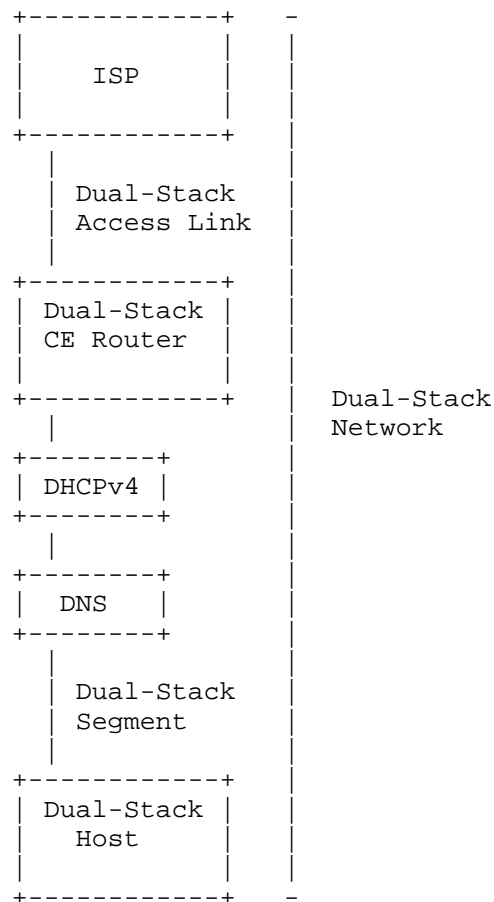 ISP
Dual-Stack
Access Link
Dual-Stack
CE Router
Dual-Stack
Network
DHCPv4
DNS
Dual-Stack
Segment
Dual-Stack
Host